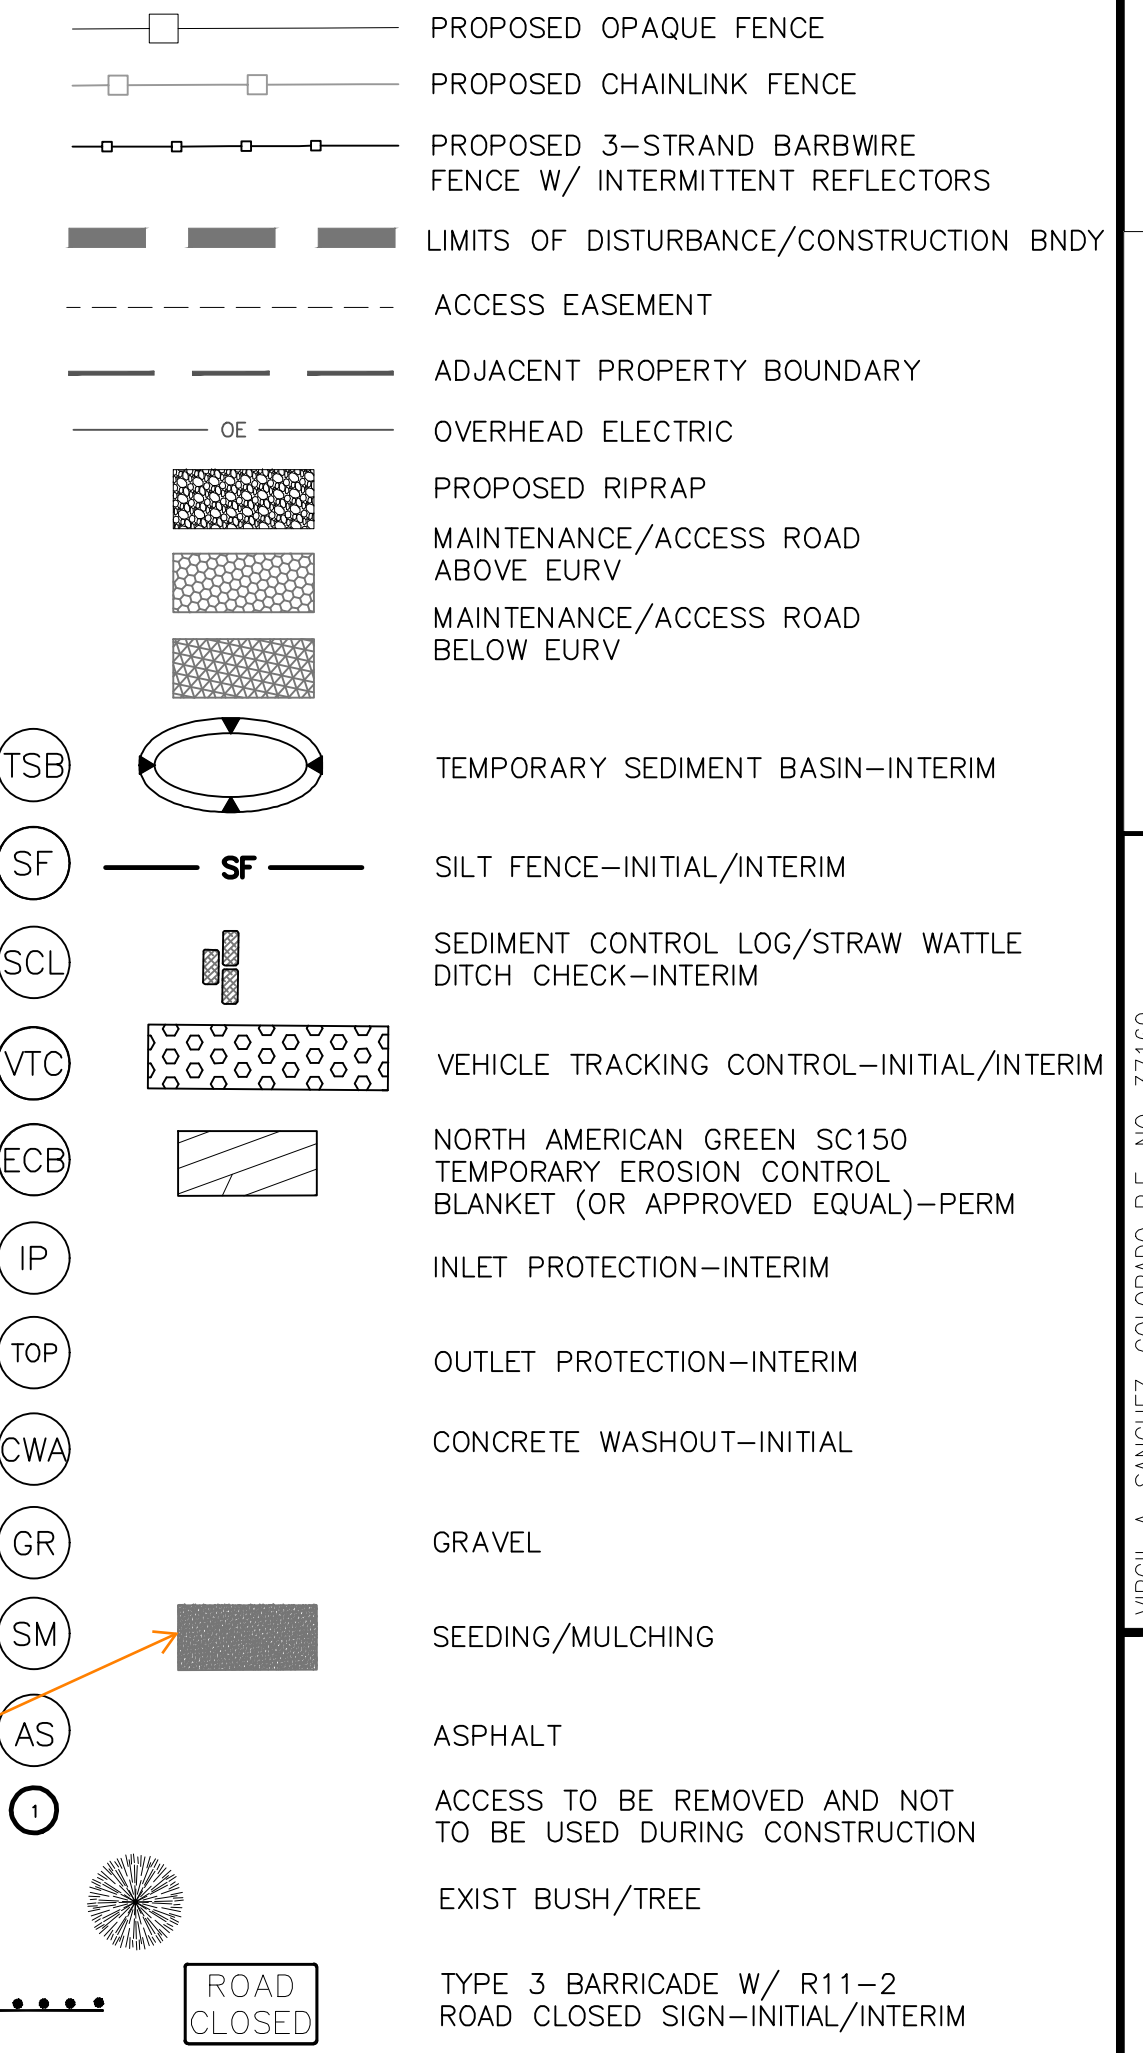 PROPOSED OPAQUE FENCE
PROPOSED CHAINLINK FENCE
PROPOSED 3-STRAND BARBWIRE
FENCE W/ INTERMITTENT REFLECTORS
LIMITS OF DISTURBANCE/CONSTRUCTION BNDY
ACCESS EASEMENT
ADJACENT PROPERTY BOUNDARY
OE OVERHEAD ELECTRIC
PROPOSED RIPRAP
MAINTENANCE/ACCESS ROAD
ABOVE EURV
MAINTENANCE/ACCESS ROAD
BELOW EURV
TSB TEMPORARY SEDIMENT BASIN-INTERIM
SF SF SILT FENCE-INITIAL/INTERIM
SCL SEDIMENT CONTROL LOG/STRAW WATTLE
DITCH CHECK-INTERIM
VTC VEHICLE TRACKING CONTROL-INITIAL/INTERIM
ECB NORTH AMERICAN GREEN SC150
TEMPORARY EROSION CONTROL
BLANKET (OR APPROVED EQUAL)-PERM
IP INLET PROTECTION-INTERIM
TOP OUTLET PROTECTION-INTERIM
CWA CONCRETE WASHOUT-INITIAL
GR GRAVEL
SM SEEDING/MULCHING
AS ASPHALT
1 ACCESS TO BE REMOVED AND NOT
TO BE USED DURING CONSTRUCTION
EXIST BUSH/TREE
ROAD
CLOSED
TYPE 3 BARRICADE W/ R11-2
ROAD CLOSED SIGN-INITIAL/INTERIM